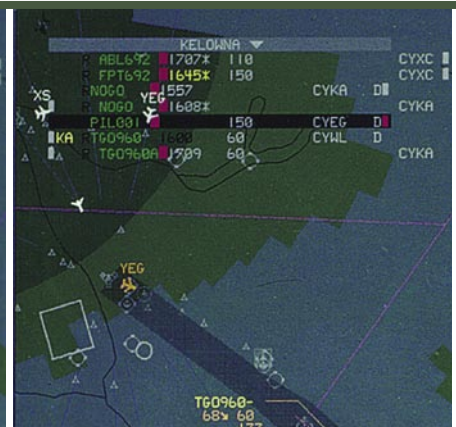 KELOWNA
R ABL692 1707* 110 CYXC
R FPT692 1645* 150 CYXC
NOGO 1557 CYKA D
R NOGO 1608* CYKA
PIL001 150 CYEG D
KA R TGO960 1600 60 CYWL D
R TGO960A 1709 60 CYKA
XS
YEG
YEG
TGO960-
68↘ 60
177